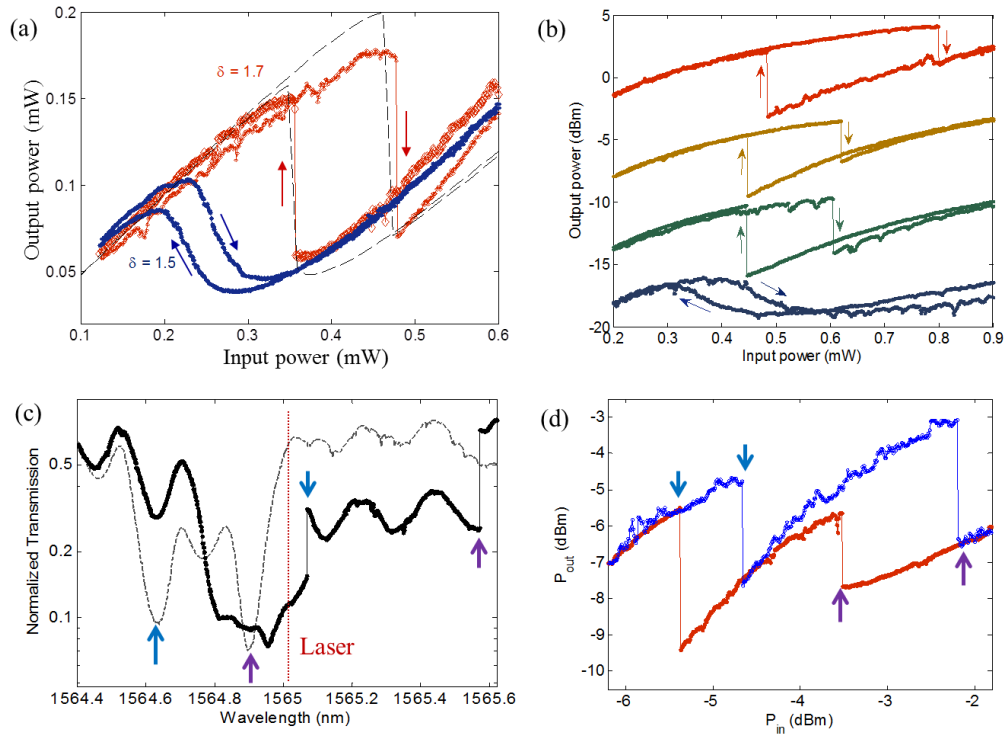 (a)
0.2
0.15
0.1
0.05
Output power (mW)
δ = 1.7
δ = 1.5
0.1 0.2 0.3 0.4 0.5 0.6
Input power (mW)
(b)
5
0
-5
-10
-15
-20
Output power (dBm)
0.2 0.3 0.4 0.5 0.6 0.7 0.8 0.9
Input power (mW)
(c)
0.5
0.2
0.1
Normalized Transmission
Laser
1564.4 1564.6 1564.8 1565 1565.2 1565.4 1565.6
Wavelength (nm)
(d)
-3
-4
-5
-6
-7
-8
-9
-10
Pout (dBm)
-6 -5 -4 -3 -2
Pin (dBm)